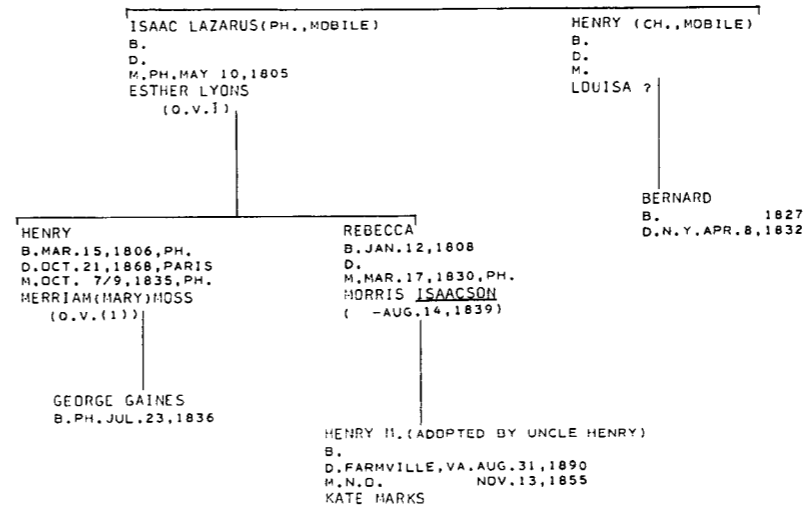 ISAAC LAZARUS(PH.,MOBILE)
B.
D.
M.PH.MAY 10,1805
ESTHER LYONS
(Q.V.I)
HENRY (CH.,MOBILE)
B.
D.
M.
LOUISA ?
BERNARD
B. 1827
D.N.Y.APR.8,1832
HENRY
B.MAR.15,1806,PH.
D.OCT.21,1868,PARIS
M.OCT. 7/9,1835,PH.
MERRIAM(MARY)MOSS
(Q.V.(1))
REBECCA
B.JAN.12,1808
D.
M.MAR.17,1830,PH.
MORRIS ISAACSON
( -AUG.14,1839)
GEORGE GAINES
B.PH.JUL.23,1836
HENRY M.(ADOPTED BY UNCLE HENRY)
B.
D.FARMVILLE,VA.AUG.31,1890
M.N.O. NOV.13,1855
KATE MARKS